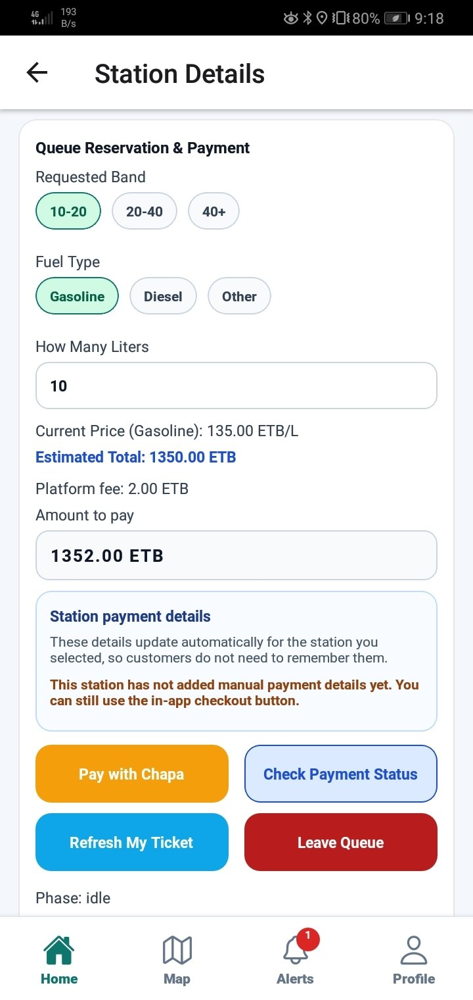 4G 193 B/s 80% 9:18
Station Details
Queue Reservation & Payment
Requested Band
10-20 20-40 40+
Fuel Type
Gasoline Diesel Other
How Many Liters
10
Current Price (Gasoline): 135.00 ETB/L
Estimated Total: 1350.00 ETB
Platform fee: 2.00 ETB
Amount to pay
1352.00 ETB
Station payment details
These details update automatically for the station you
selected, so customers do not need to remember them.
This station has not added manual payment details yet. You
can still use the in-app checkout button.
Pay with Chapa Check Payment Status
Refresh My Ticket Leave Queue
Phase: idle
1
Home Map Alerts Profile